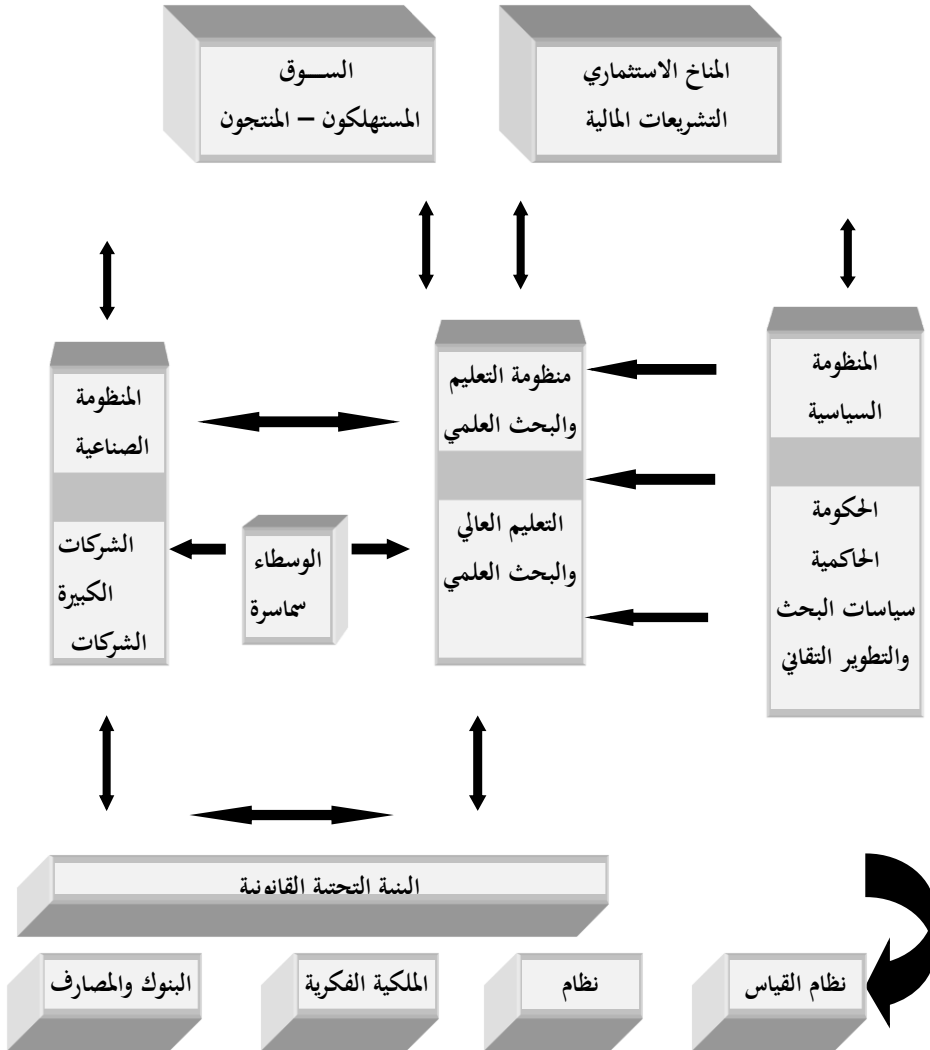 المناخ الاستثماري
التشريعات المالية
الســـوق
المستهلكون – المنتجون
المنظومة
السياسية
الحكومة
الحاكمية
سياسات البحث
والتطوير التقاني
منظومة التعليم
والبحث العلمي
التعليم العالي
والبحث العلمي
الوسطاء
سماسرة
المنظومة
الصناعية
الشركات
الكبيرة
الشركات
البنية التحتية القانونية
نظام القياس
نظام
الملكية الفكرية
البنوك والمصارف